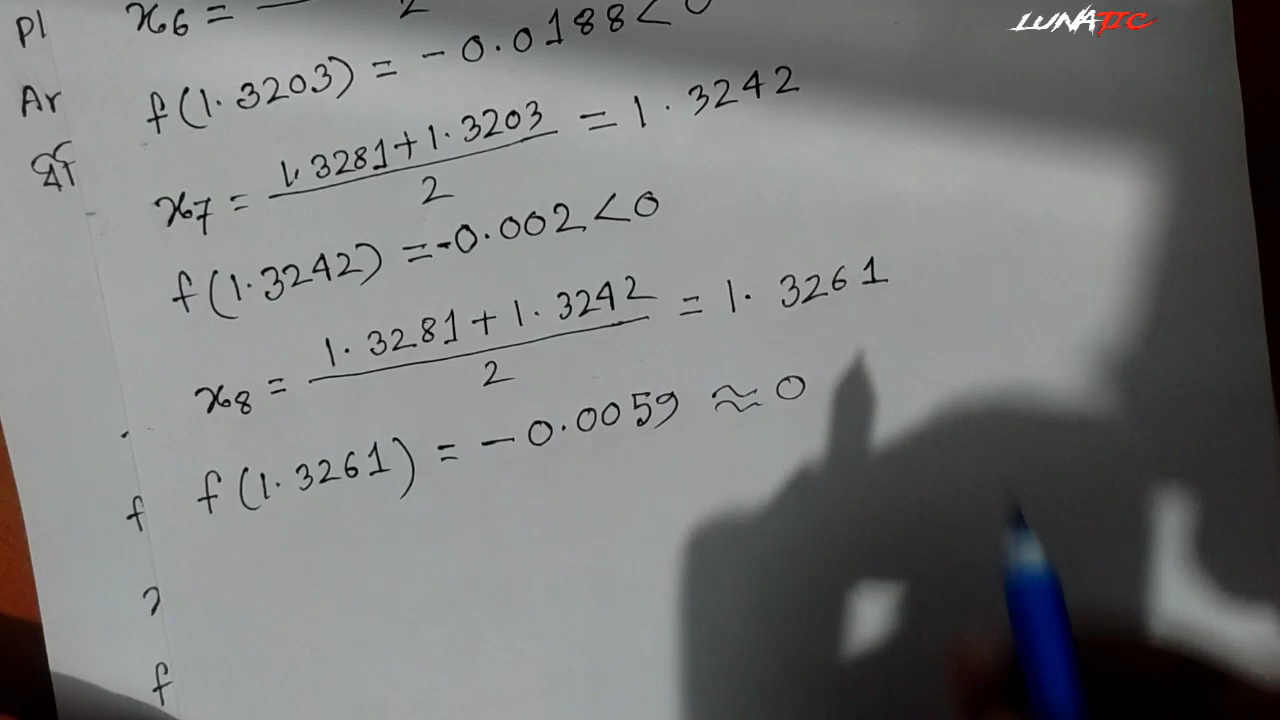 LUNATIC
Pl
Ar
x₆ = ―/2
f(1.3203) = -0.0188<0
x₇ = (1.3281+1.3203)/2 = 1.3242
f(1.3242) = -0.002<0
x₈ = (1.3281+1.3242)/2 = 1.3261
f(1.3261) = -0.0059 ≈ 0
f
f